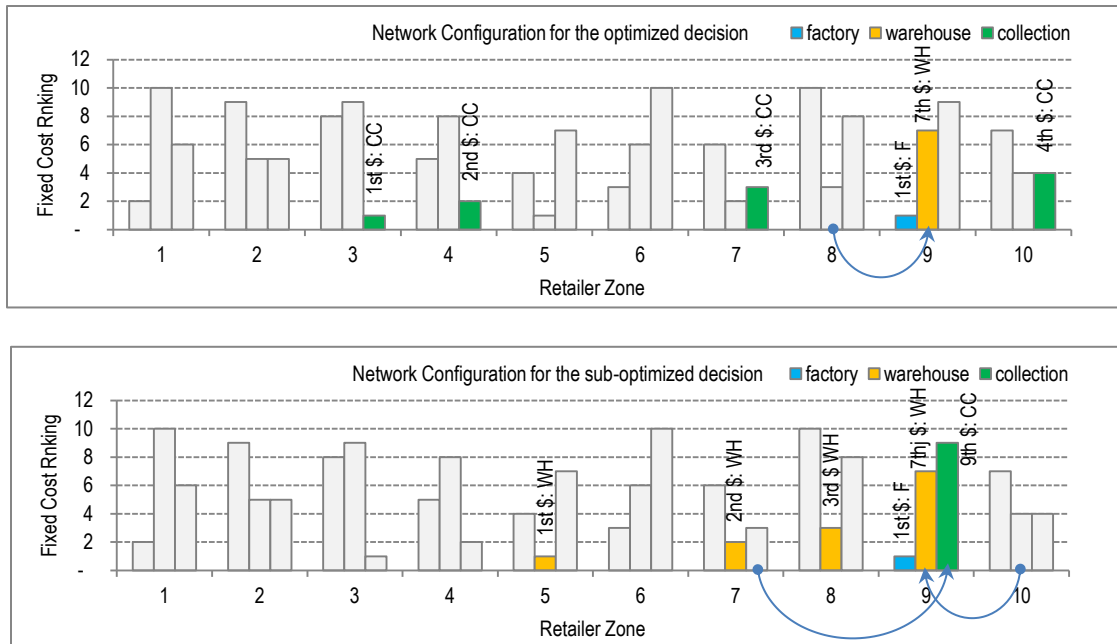 Network Configuration for the optimized decision factory warehouse collection
Fixed Cost Rnking
12
10
8
6
4
2
-
1st $: CC
2nd $: CC
3rd $: CC
1st $: F
7th $: WH
4th $: CC
1 2 3 4 5 6 7 8 9 10
Retailer Zone
Network Configuration for the sub-optimized decision factory warehouse collection
Fixed Cost Rnking
12
10
8
6
4
2
-
1st $: WH
2nd $: WH
3rd $ WH
1st $: F
7thj $: WH
9th $: CC
1 2 3 4 5 6 7 8 9 10
Retailer Zone